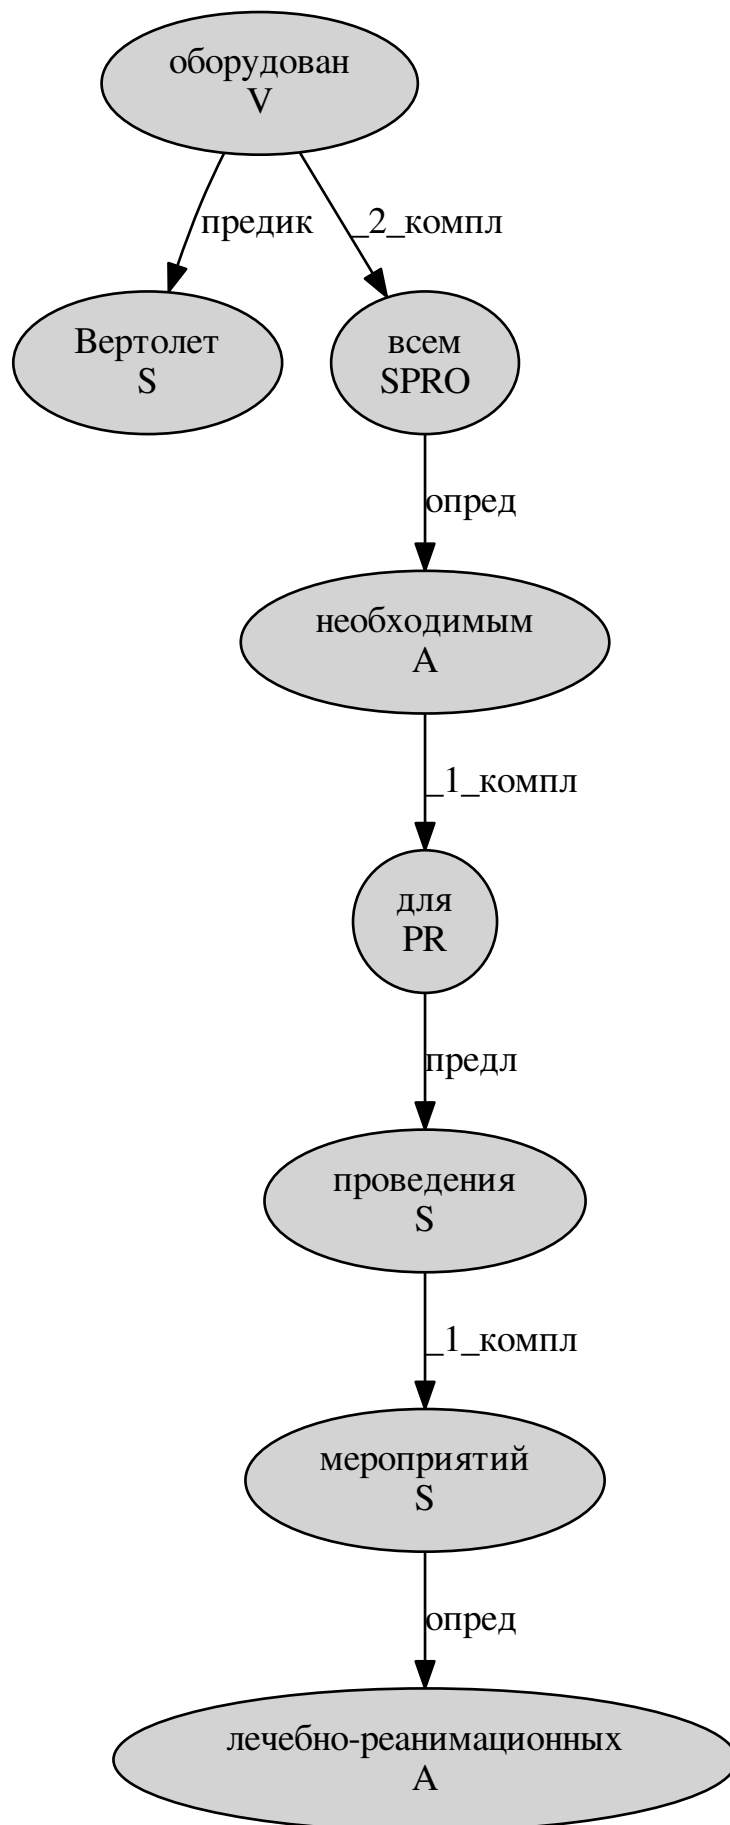 оборудован
V
предик
_2_компл
Вертолет
S
всем
SPRO
опред
необходимым
A
_1_компл
для
PR
предл
проведения
S
_1_компл
мероприятий
S
опред
лечебно-реанимационных
A